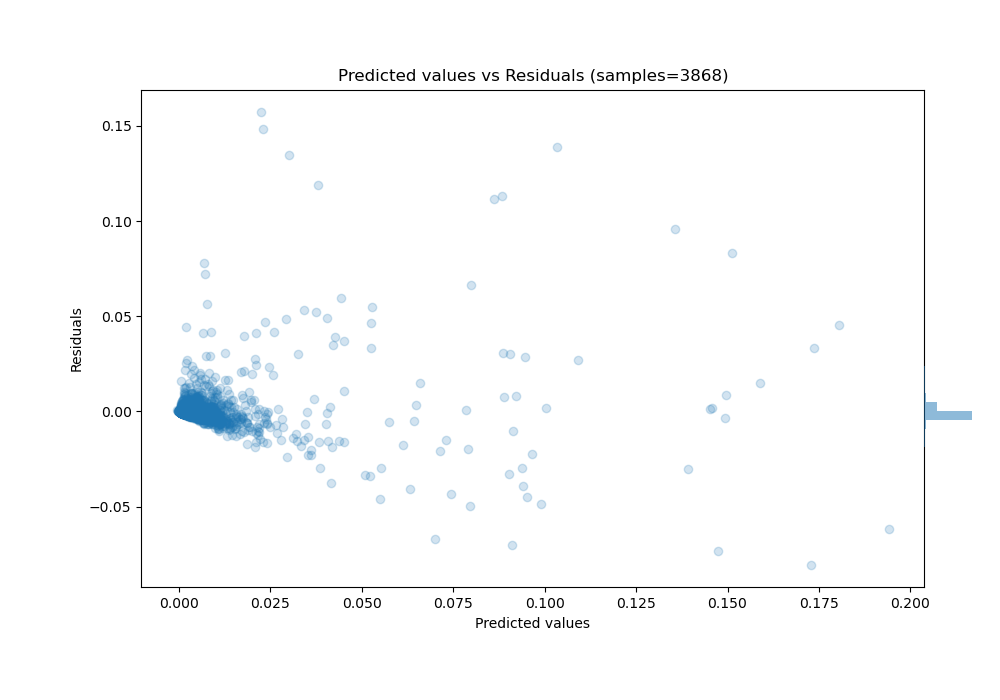 Predicted values vs Residuals (samples=3868)
0.15
0.10
0.05
0.00
−0.05
Residuals
0.000 0.025 0.050 0.075 0.100 0.125 0.150 0.175 0.200
Predicted values